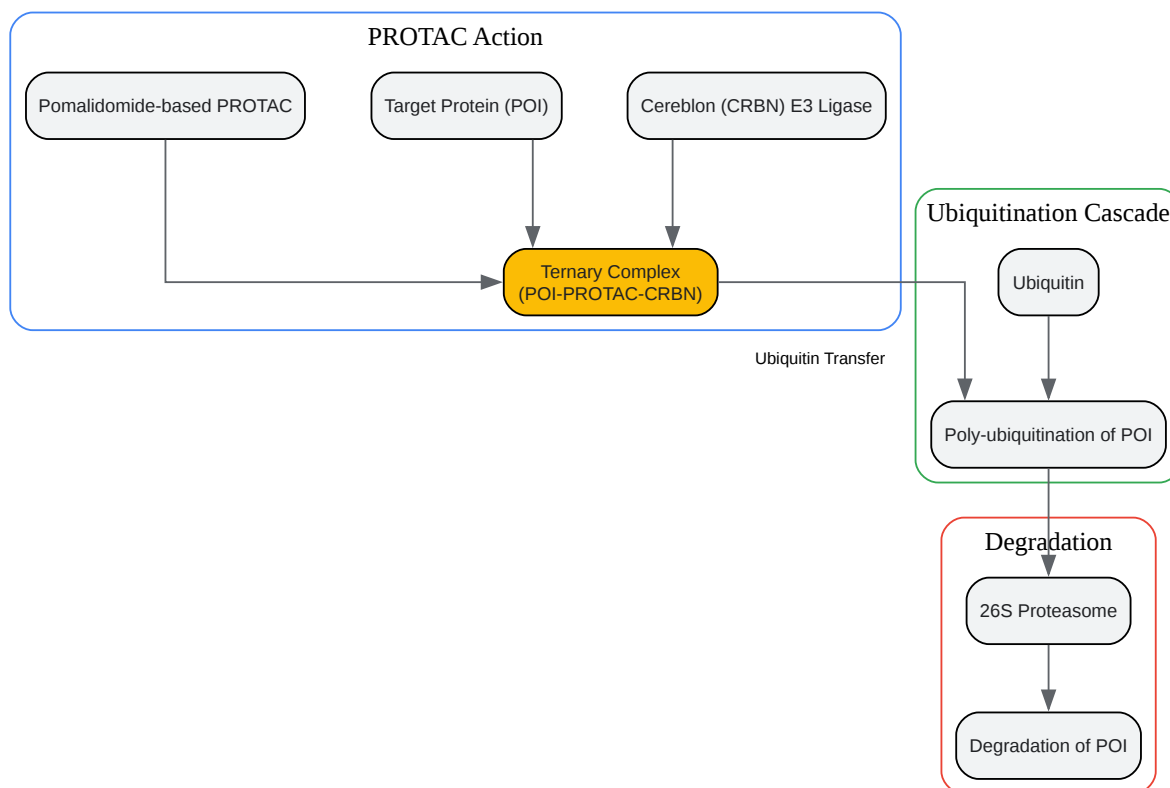 PROTAC Action
Pomalidomide-based PROTAC
Target Protein (POI)
Cereblon (CRBN) E3 Ligase
Ternary Complex
(POI-PROTAC-CRBN)
Ubiquitin Transfer
Ubiquitination Cascade
Ubiquitin
Poly-ubiquitination of POI
Degradation
26S Proteasome
Degradation of POI